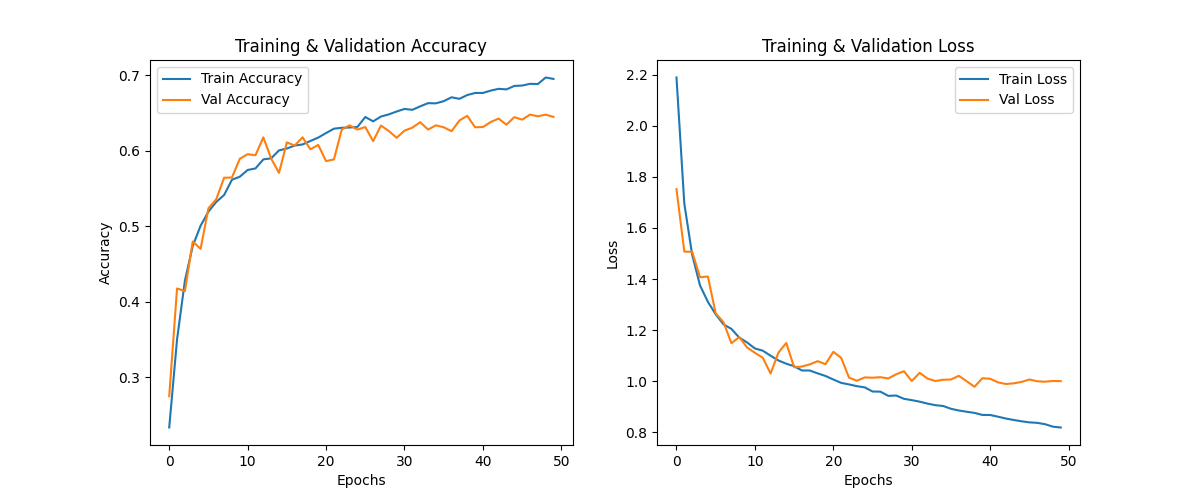 Training & Validation Accuracy
Train Accuracy
Val Accuracy
0.7
0.6
0.5
0.4
0.3
Accuracy
0
10
20
30
40
50
Epochs
Training & Validation Loss
Train Loss
Val Loss
2.2
2.0
1.8
1.6
1.4
1.2
1.0
0.8
Loss
0
10
20
30
40
50
Epochs